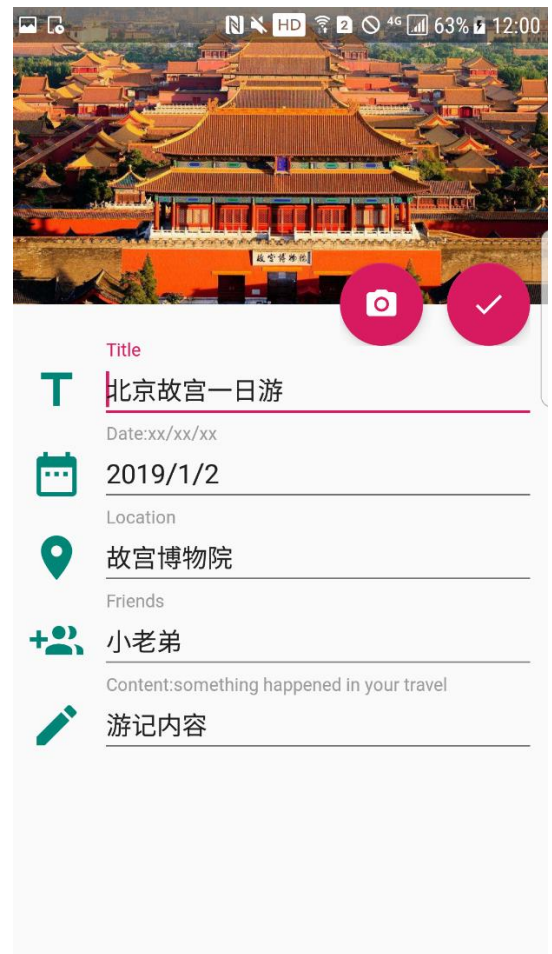 HD 2 4G 63% 12:00
故宫博物院
Title
北京故宫一日游
Date:xx/xx/xx
2019/1/2
Location
故宫博物院
Friends
小老弟
Content:something happened in your travel
游记内容